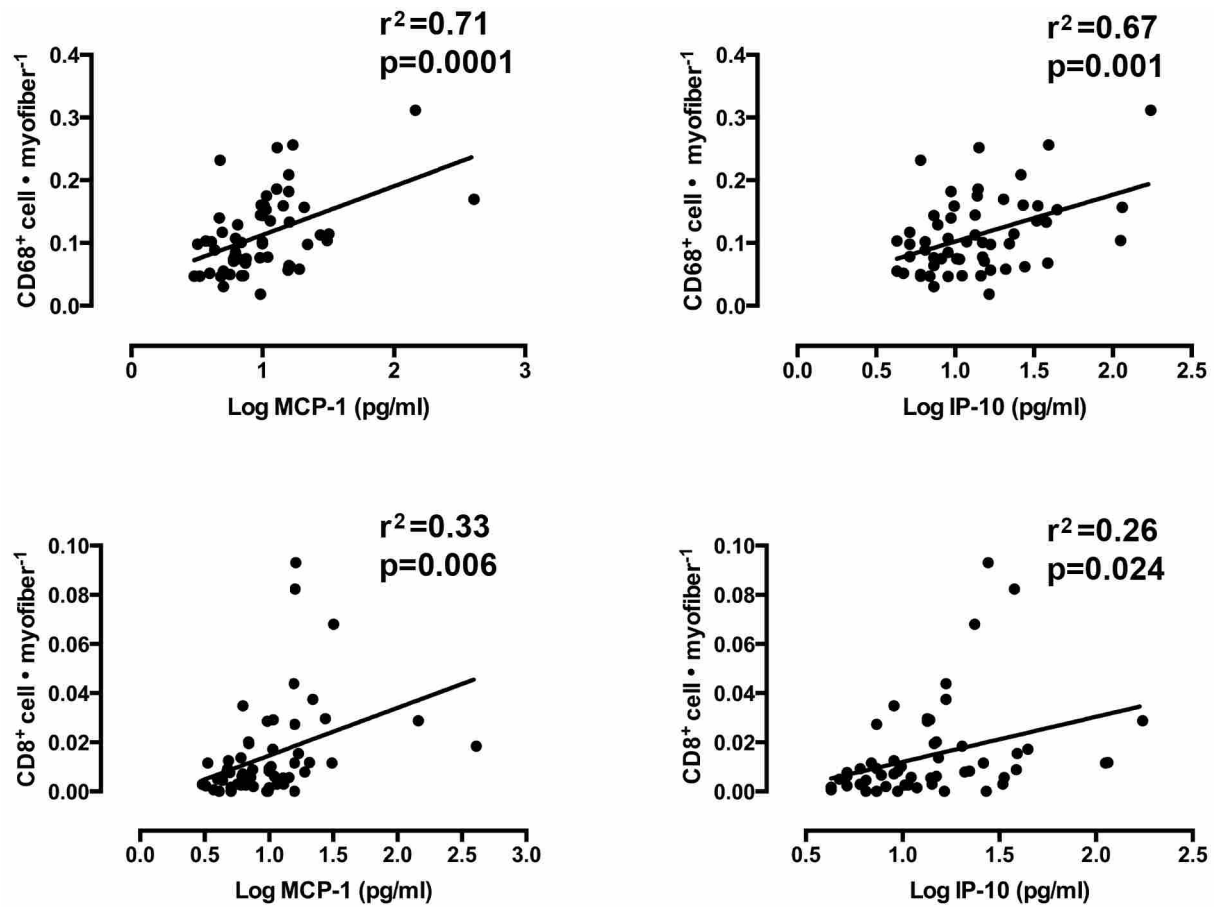 r²=0.71
p=0.0001
CD68⁺ cell • myofiber⁻¹
0.4
0.3
0.2
0.1
0.0
0 1 2 3
Log MCP-1 (pg/ml)
r²=0.67
p=0.001
CD68⁺ cell • myofiber⁻¹
0.4
0.3
0.2
0.1
0.0
0.0 0.5 1.0 1.5 2.0 2.5
Log IP-10 (pg/ml)
r²=0.33
p=0.006
CD8⁺ cell • myofiber⁻¹
0.10
0.08
0.06
0.04
0.02
0.00
0.0 0.5 1.0 1.5 2.0 2.5 3.0
Log MCP-1 (pg/ml)
r²=0.26
p=0.024
CD8⁺ cell • myofiber⁻¹
0.10
0.08
0.06
0.04
0.02
0.00
0.5 1.0 1.5 2.0 2.5
Log IP-10 (pg/ml)